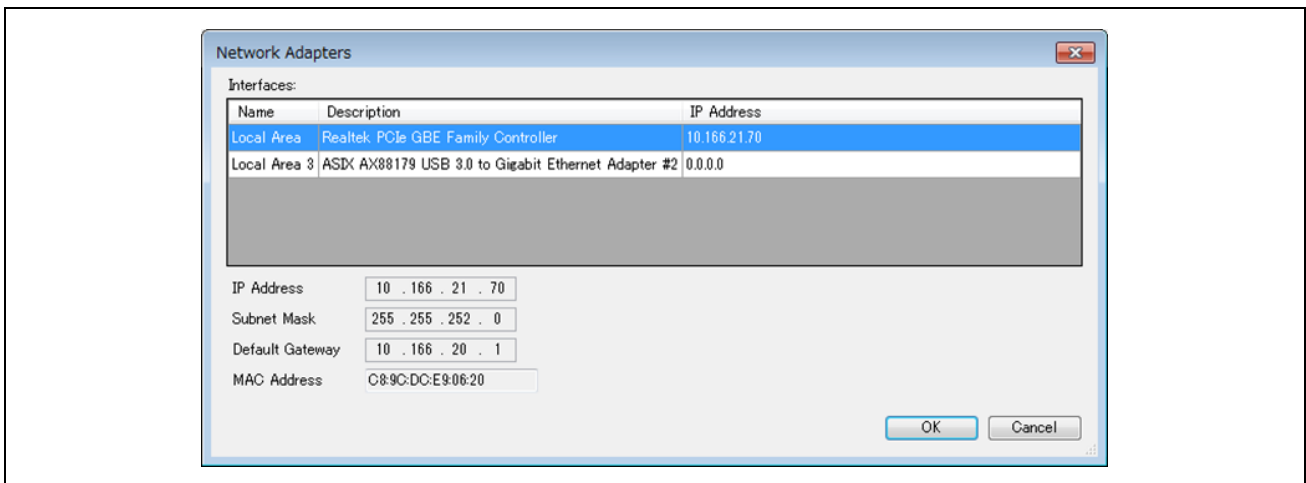 Network Adapters
Interfaces:
Name Description IP Address
Local Area Realtek PCIe GBE Family Controller 10.166.21.70
Local Area 3 ASIX AX88179 USB 3.0 to Gigabit Ethernet Adapter #2 0.0.0.0
IP Address 10 . 166 . 21 . 70
Subnet Mask 255 . 255 . 252 . 0
Default Gateway 10 . 166 . 20 . 1
MAC Address C8:9C:DC:E9:06:20
OK Cancel